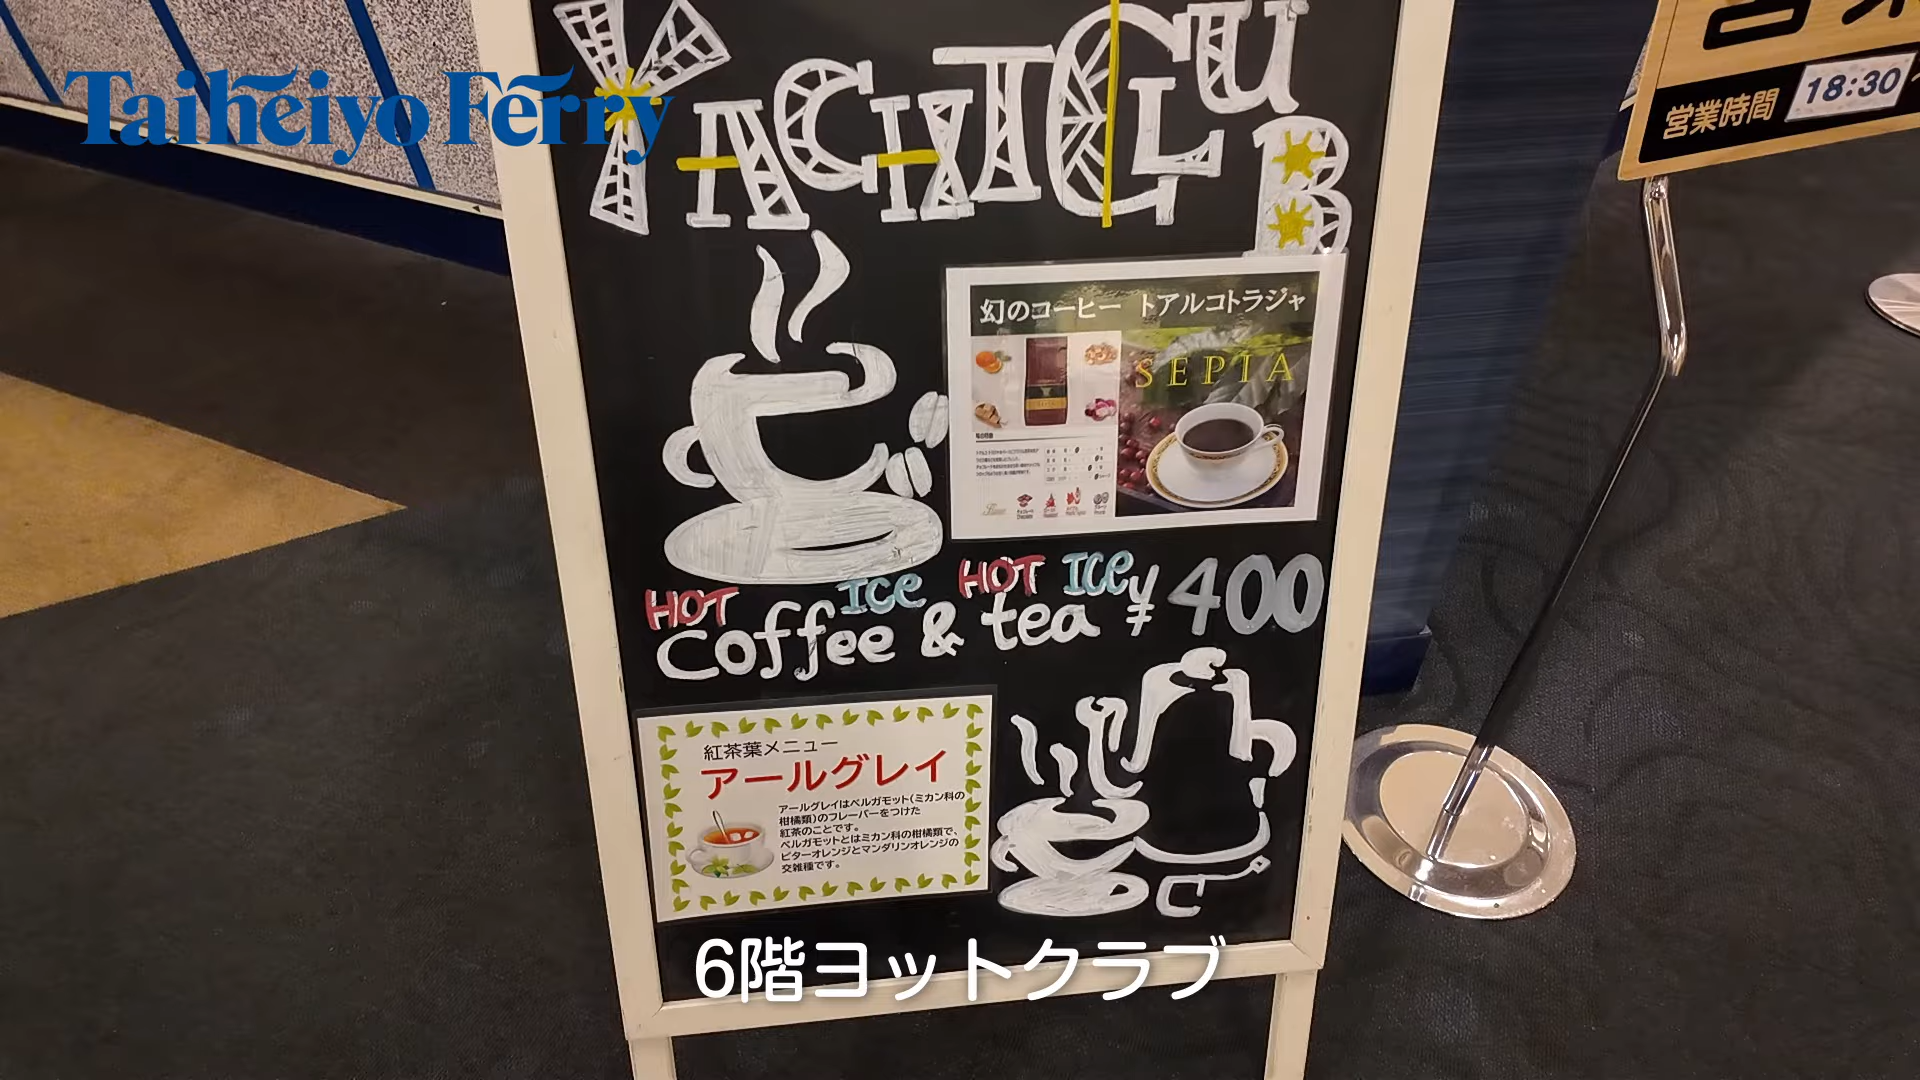 Taiheiyo Ferry
YACHTCLUB
営業時間 18:30
幻のコーヒー トアルコトラジャ
SEPIA
HOT ICE HOT ICE
coffee & tea ¥400
紅茶葉メニュー
アールグレイ
アールグレイはベルガモット(ミカン科の
柑橘類)のフレーバーをつけた
紅茶のことです。
ベルガモットとはミカン科の柑橘類で、
ビターオレンジとマンダリンオレンジの
交雑種です。
6階ヨットクラブ